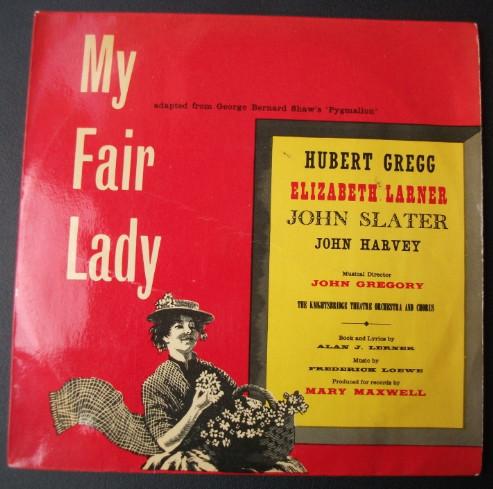 My
Fair
Lady
adapted from George Bernard Shaw's 'Pygmalion'
HUBERT GREGG
ELIZABETH LARNER
JOHN SLATER
JOHN HARVEY
Musical Director
JOHN GREGORY
THE KNIGHTSBRIDGE THEATRE ORCHESTRA AND CHORUS
Book and Lyrics by
ALAN J. LERNER
Music by
FREDERICK LOEWE
Produced for records by
MARY MAXWELL